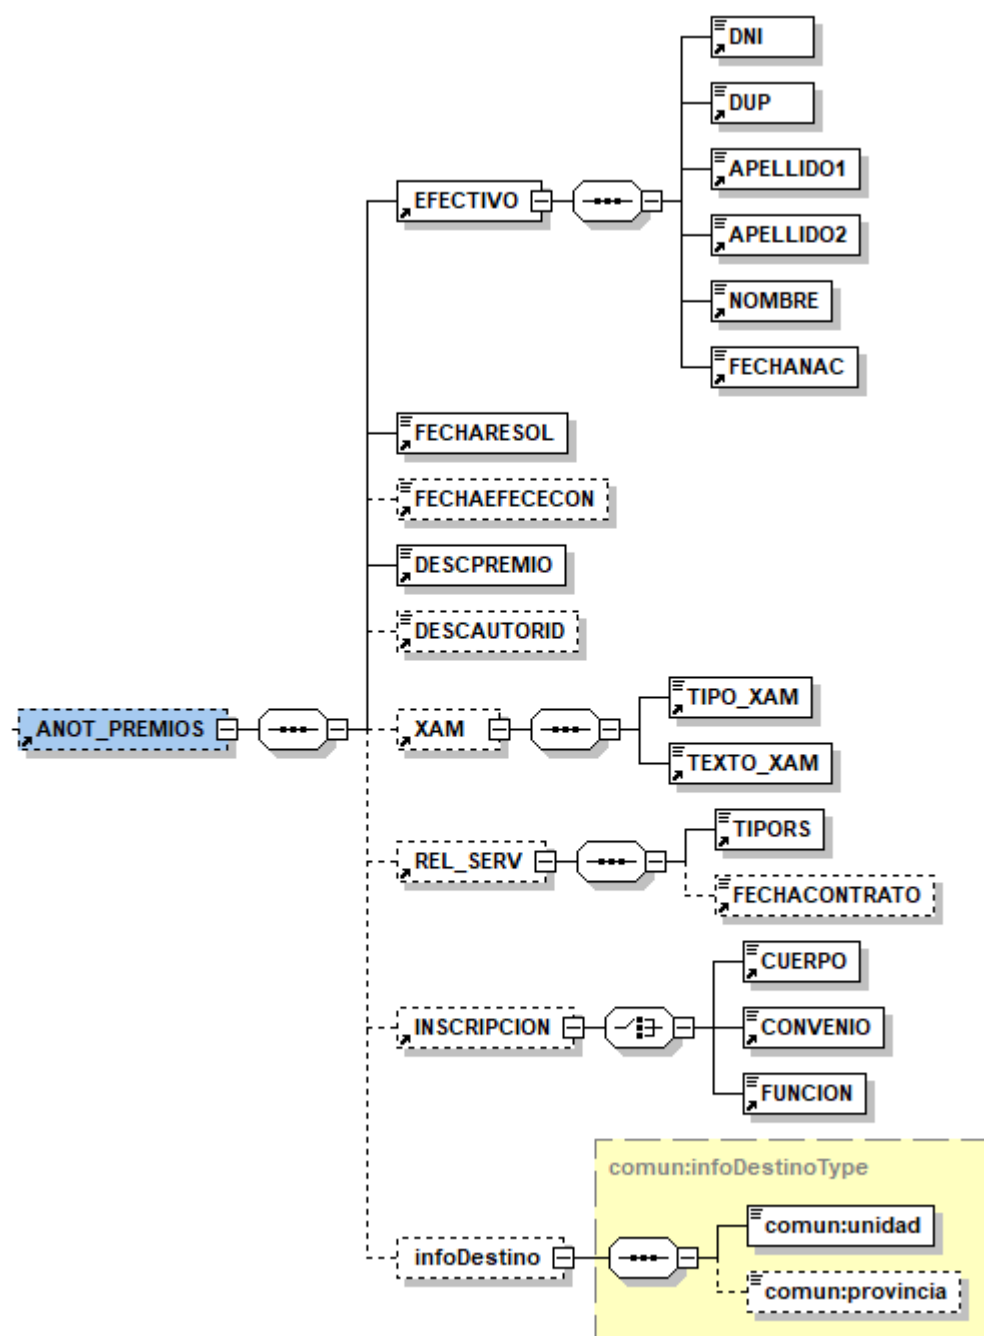 DNI
DUP
APELLIDO1
EFECTIVO
APELLIDO2
NOMBRE
FECHANAC
FECHARESOL
FECHAEFECECON
DESCPREMIO
DESCAUTORID
TIPO_XAM
ANOT_PREMIOS
XAM
TEXTO_XAM
TIPORS
REL_SERV
FECHACONTRATO
CUERPO
INSCRIPCION
CONVENIO
FUNCION
comun:infoDestinoType
comun:unidad
infoDestino
comun:provincia